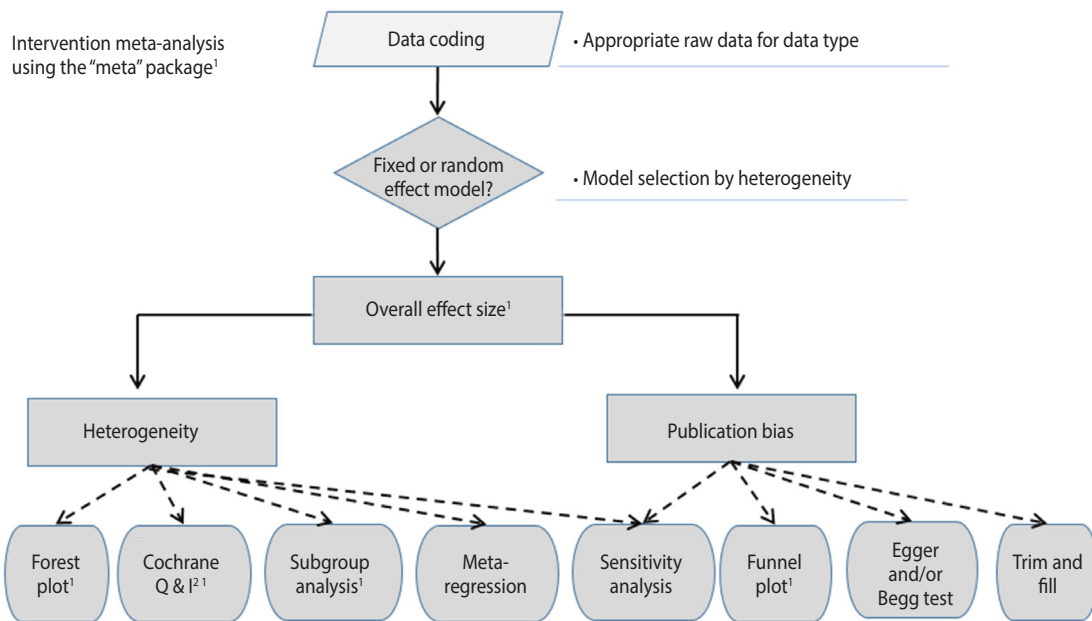 Intervention meta-analysis
using the “meta” package¹
Data coding
• Appropriate raw data for data type
Fixed or random
effect model?
• Model selection by heterogeneity
Overall effect size¹
Heterogeneity
Publication bias
Forest
plot¹
Cochrane
Q & I² ¹
Subgroup
analysis¹
Meta-
regression
Sensitivity
analysis
Funnel
plot¹
Egger
and/or
Begg test
Trim and
fill